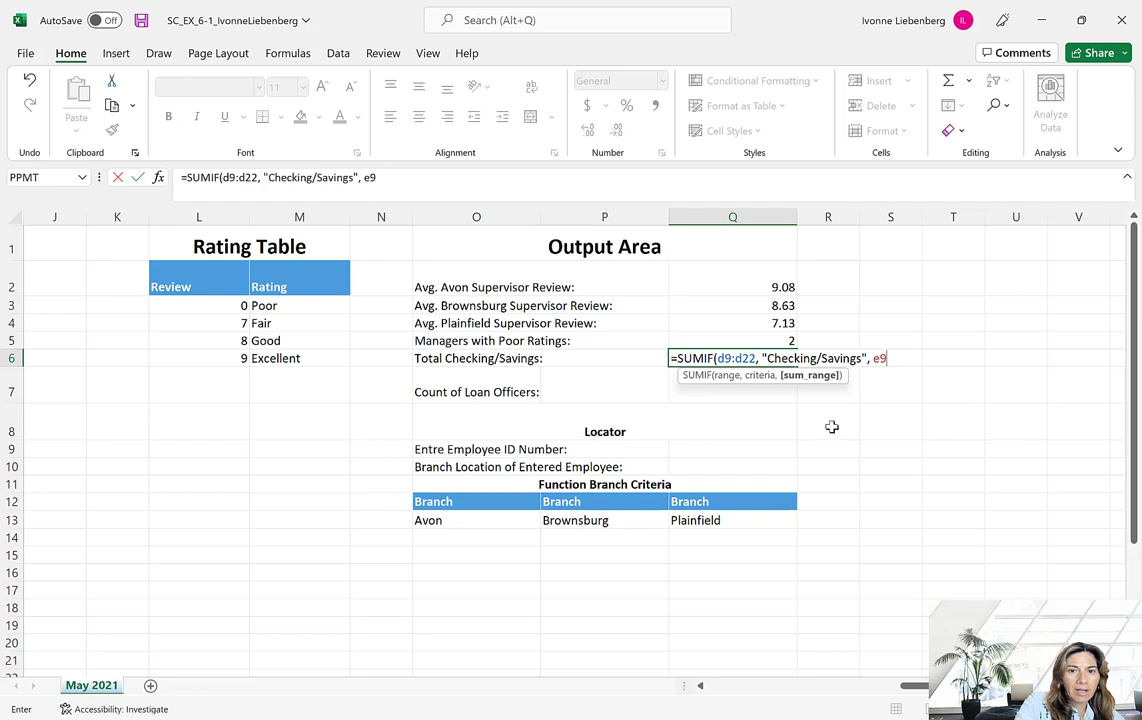 AutoSave Off SC_EX_6-1_IvonneLiebenberg Search (Alt+Q) Ivonne Liebenberg IL
File Home Insert Draw Page Layout Formulas Data Review View Help Comments Share
Paste
11
B I U A
General
$ % 9
Conditional Formatting
Format as Table
Cell Styles
Insert
Delete
Format
Analyze
Data
Undo Clipboard Font Alignment Number Styles Cells Editing Analysis
PPMT fx =SUMIF(d9:d22, "Checking/Savings", e9
J K L M N O P Q R S T U V
1 Rating Table Output Area
2 Review Rating Avg. Avon Supervisor Review: 9.08
3 0 Poor Avg. Brownsburg Supervisor Review: 8.63
4 7 Fair Avg. Plainfield Supervisor Review: 7.13
5 8 Good Managers with Poor Ratings: 2
6 9 Excellent Total Checking/Savings: =SUMIF(d9:d22, "Checking/Savings", e9
SUMIF(range, criteria, [sum_range])
7 Count of Loan Officers:
8 Locator
9 Entre Employee ID Number:
10 Branch Location of Entered Employee:
11 Function Branch Criteria
12 Branch Branch Branch
13 Avon Brownsburg Plainfield
14
15
16
17
18
19
20
21
May 2021
Enter Accessibility: Investigate